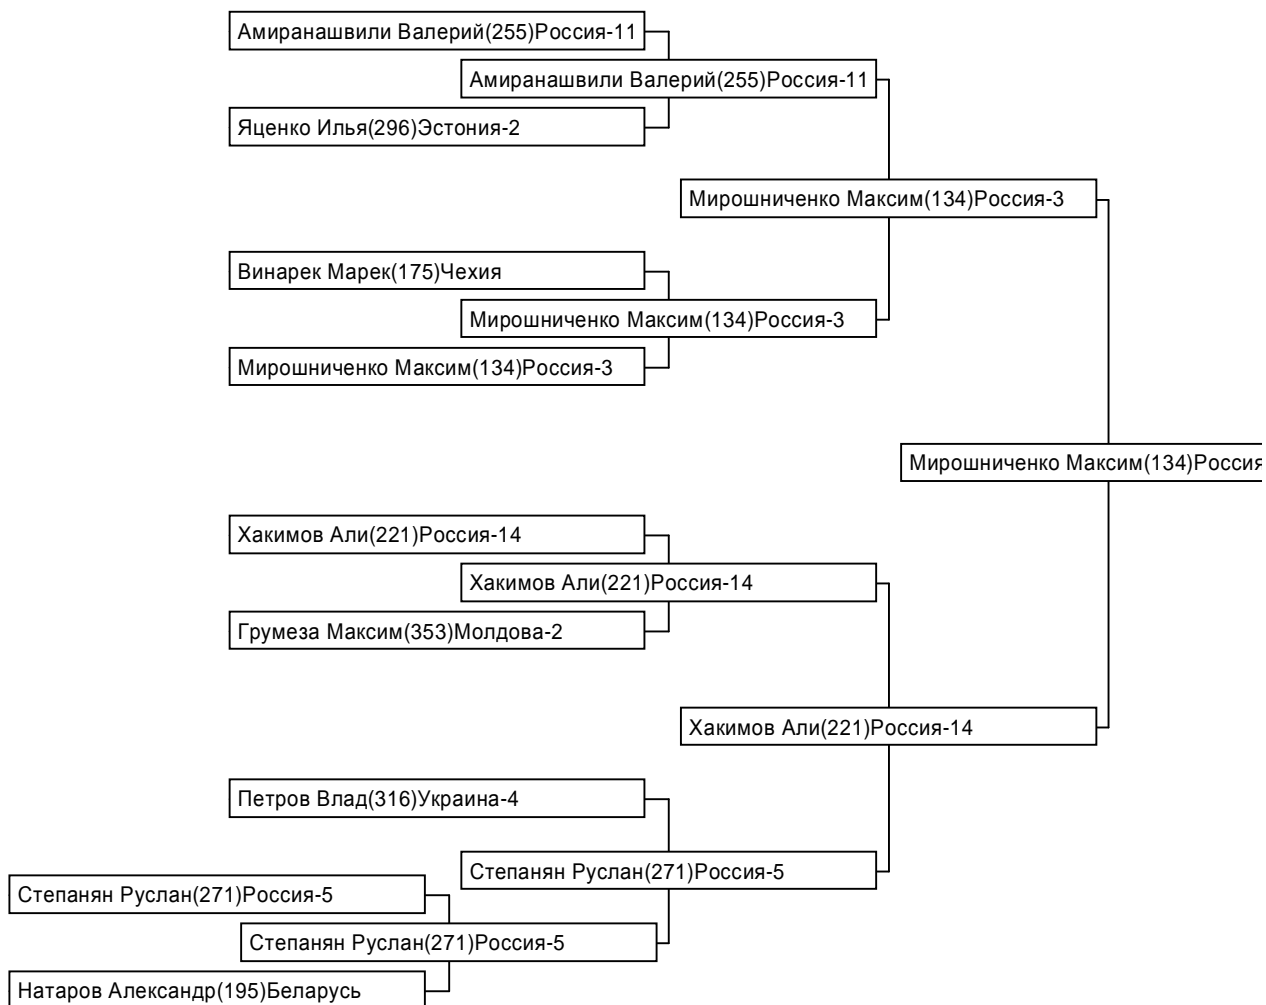 Амиранашвили Валерий(255)Россия-11
Амиранашвили Валерий(255)Россия-11
Яценко Илья(296)Эстония-2
Мирошниченко Максим(134)Россия-3
Винарек Марек(175)Чехия
Мирошниченко Максим(134)Россия-3
Мирошниченко Максим(134)Россия-3
Мирошниченко Максим(134)Россия
Хакимов Али(221)Россия-14
Хакимов Али(221)Россия-14
Грумеза Максим(353)Молдова-2
Хакимов Али(221)Россия-14
Петров Влад(316)Украина-4
Степанян Руслан(271)Россия-5
Степанян Руслан(271)Россия-5
Степанян Руслан(271)Россия-5
Натаров Александр(195)Беларусь